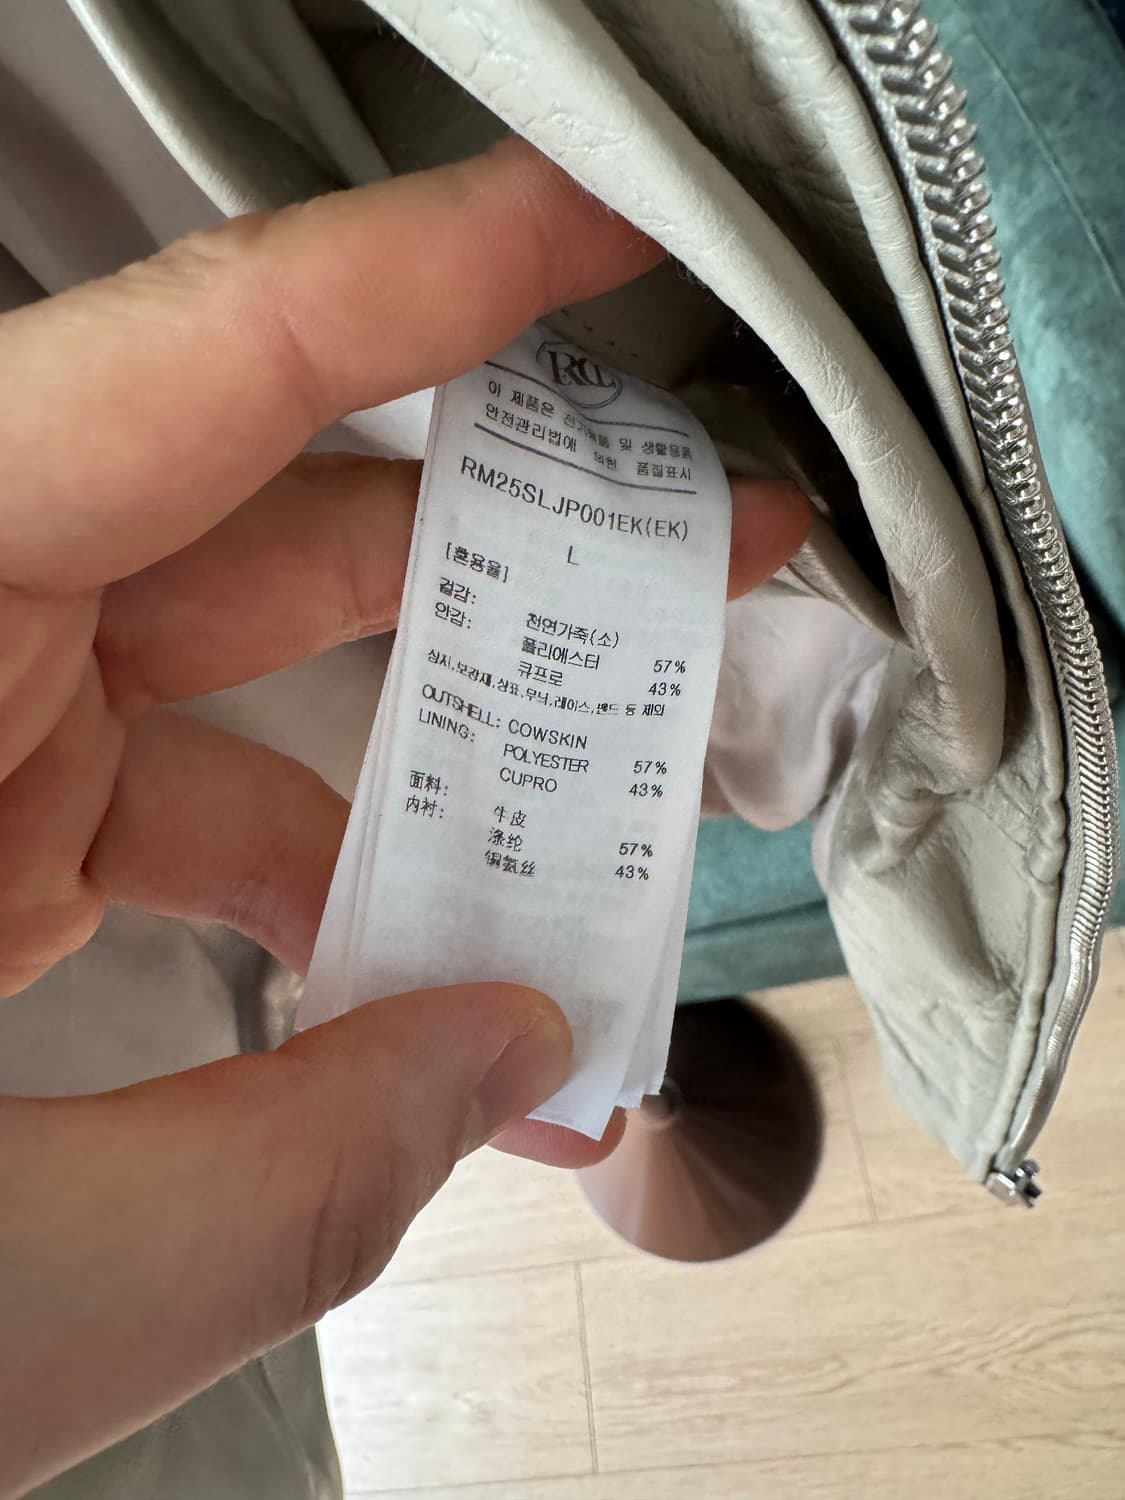 이 제품은 전기용품 및 생활용품
안전관리법에 의한 품질표시
RM25SLJP001EK(EK)
L
[혼용율]
겉감: 천연가죽(소)
안감: 폴리에스터 57%
큐프로 43%
심지,보강재,상표,무늬,레이스,밴드 등 제외
OUTSHELL: COWSKIN
LINING: POLYESTER 57%
CUPRO 43%
面料: 牛皮
内衬: 涤纶 57%
铜氨丝 43%